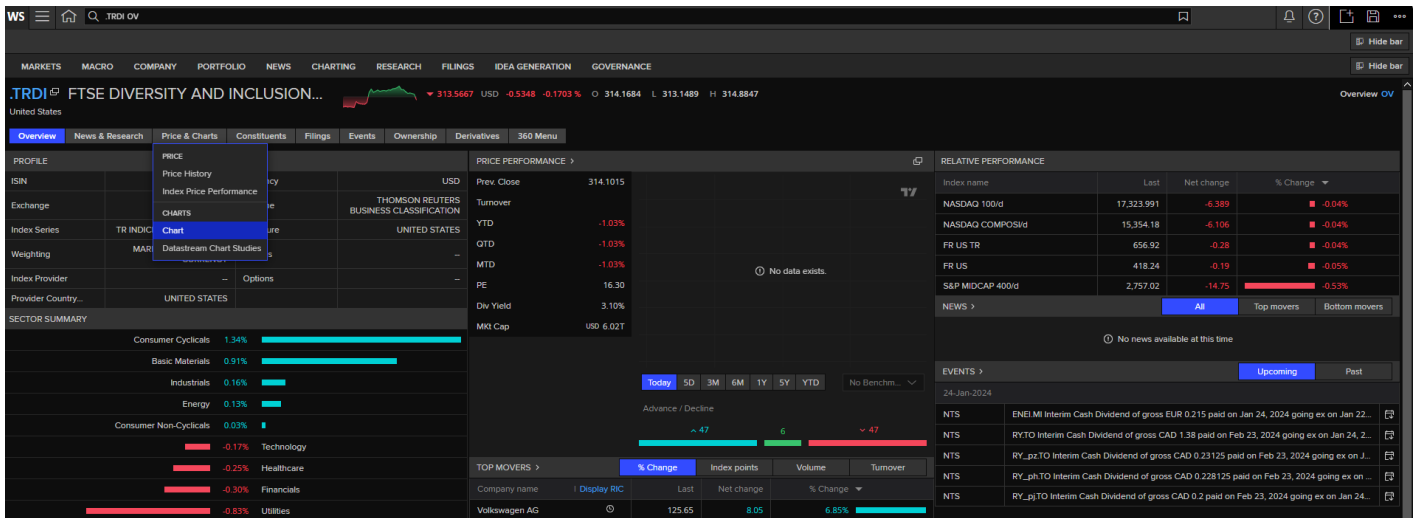 WS .TRDI OV
Hide bar
MARKETS MACRO COMPANY PORTFOLIO NEWS CHARTING RESEARCH FILINGS IDEA GENERATION GOVERNANCE Hide bar
.TRDI FTSE DIVERSITY AND INCLUSION... 313.5667 USD -0.5348 -0.1703 % O 314.1684 L 313.1489 H 314.8847 Overview OV
United States
Overview News & Research Price & Charts Constituents Filings Events Ownership Derivatives 360 Menu
PROFILE
ISIN USD
Exchange THOMSON REUTERS
BUSINESS CLASSIFICATION
Index Series TR INDIC UNITED STATES
Weighting –
Index Provider -- Options –
Provider Country... UNITED STATES
PRICE
Price History
Index Price Performance
CHARTS
Chart
Datastream Chart Studies
SECTOR SUMMARY
Consumer Cyclicals 1.34%
Basic Materials 0.91%
Industrials 0.16%
Energy 0.13%
Consumer Non-Cyclicals 0.03%
-0.17% Technology
-0.25% Healthcare
-0.30% Financials
-0.83% Utilities
PRICE PERFORMANCE >
Prev. Close 314.1015
Turnover
YTD -1.03%
QTD -1.03%
MTD -1.03%
PE 16.30
Div Yield 3.10%
MKt Cap USD 6.02T
No data exists.
Today 5D 3M 6M 1Y 5Y YTD No Benchm...
Advance / Decline
47 6 47
TOP MOVERS > % Change Index points Volume Turnover
Company name Display RIC Last Net change % Change
Volkswagen AG 125.65 8.05 6.85%
RELATIVE PERFORMANCE
Index name Last Net change % Change
NASDAQ 100/d 17,323.991 -6.389 -0.04%
NASDAQ COMPOSI/d 15,354.18 -6.106 -0.04%
FR US TR 656.92 -0.28 -0.04%
FR US 418.24 -0.19 -0.05%
S&P MIDCAP 400/d 2,757.02 -14.75 -0.53%
NEWS > All Top movers Bottom movers
No news available at this time
EVENTS > Upcoming Past
24-Jan-2024
NTS ENEI.MI Interim Cash Dividend of gross EUR 0.215 paid on Jan 24, 2024 going ex on Jan 22...
NTS RY.TO Interim Cash Dividend of gross CAD 1.38 paid on Feb 23, 2024 going ex on Jan 24, 2...
NTS RY_pz.TO Interim Cash Dividend of gross CAD 0.23125 paid on Feb 23, 2024 going ex on J...
NTS RY_ph.TO Interim Cash Dividend of gross CAD 0.228125 paid on Feb 23, 2024 going ex on ...
NTS RY_pj.TO Interim Cash Dividend of gross CAD 0.2 paid on Feb 23, 2024 going ex on Jan 24...